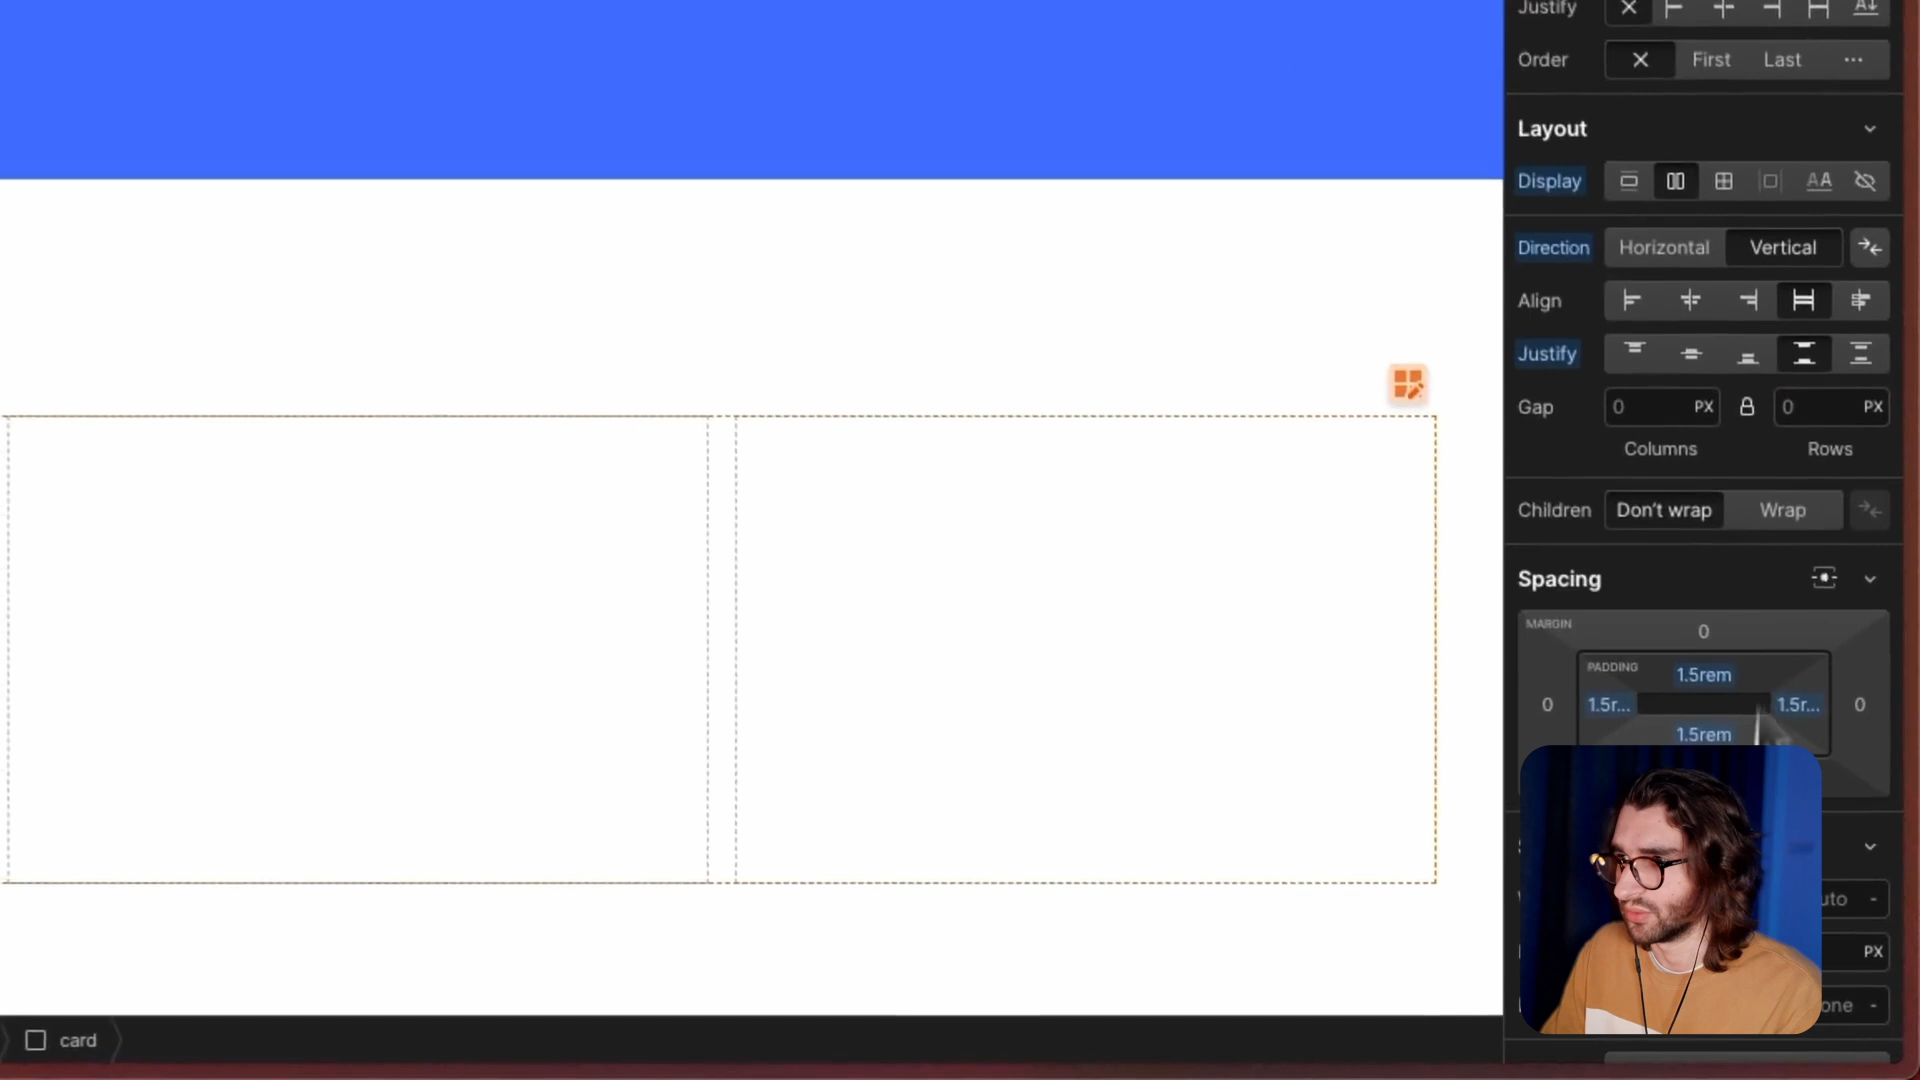 Justify
Order
First
Last
Layout
Display
AA
Direction
Horizontal
Vertical
Align
Justify
Gap
0 PX
0 PX
Columns
Rows
Children
Don't wrap
Wrap
Spacing
MARGIN
0
PADDING
1.5rem
0
1.5r...
1.5r...
0
1.5rem
-
PX
-
card